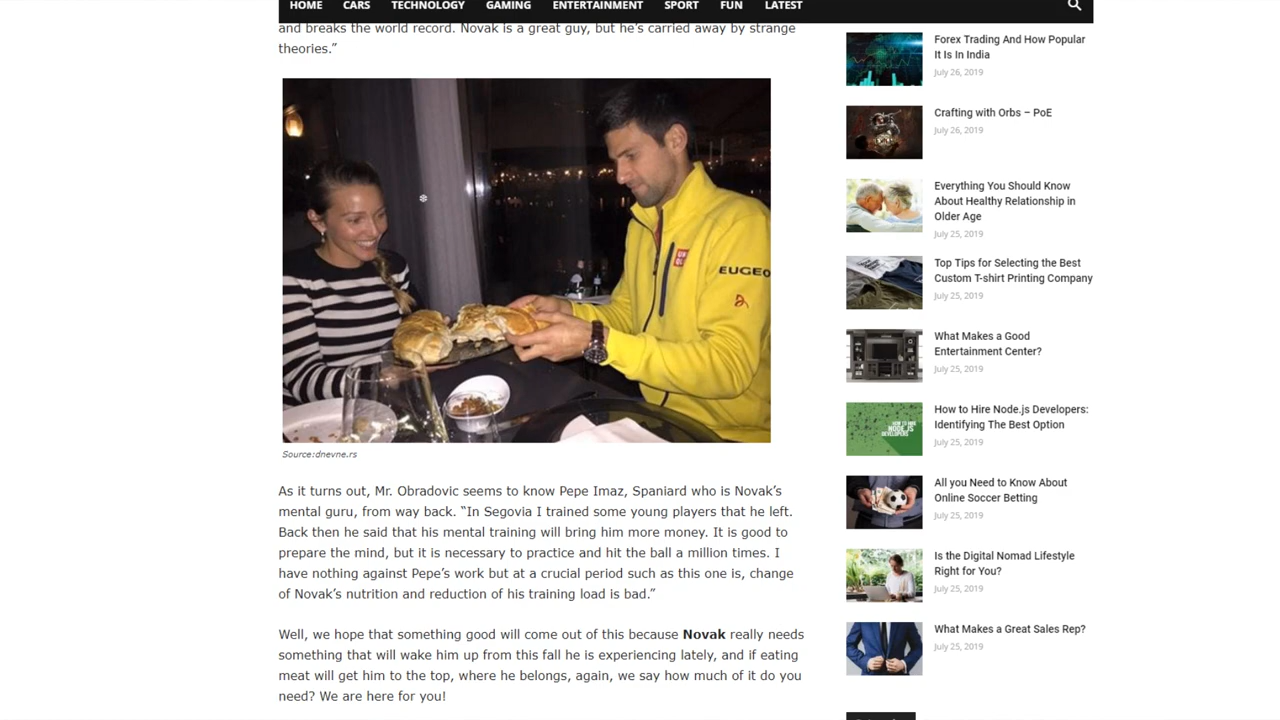 HOME CARS TECHNOLOGY GAMING ENTERTAINMENT SPORT FUN LATEST
and breaks the world record. Novak is a great guy, but he's carried away by strange
theories.”
EUGEO
Source:dnevne.rs
As it turns out, Mr. Obradovic seems to know Pepe Imaz, Spaniard who is Novak's
mental guru, from way back. “In Segovia I trained some young players that he left.
Back then he said that his mental training will bring him more money. It is good to
prepare the mind, but it is necessary to practice and hit the ball a million times. I
have nothing against Pepe's work but at a crucial period such as this one is, change
of Novak's nutrition and reduction of his training load is bad.”
Well, we hope that something good will come out of this because Novak really needs
something that will wake him up from this fall he is experiencing lately, and if eating
meat will get him to the top, where he belongs, again, we say how much of it do you
need? We are here for you!
Forex Trading And How Popular
It Is In India
July 26, 2019
Crafting with Orbs – PoE
July 26, 2019
Everything You Should Know
About Healthy Relationship in
Older Age
July 25, 2019
Top Tips for Selecting the Best
Custom T-shirt Printing Company
July 25, 2019
What Makes a Good
Entertainment Center?
July 25, 2019
How to Hire Node.js Developers:
Identifying The Best Option
July 25, 2019
All you Need to Know About
Online Soccer Betting
July 25, 2019
Is the Digital Nomad Lifestyle
Right for You?
July 25, 2019
What Makes a Great Sales Rep?
July 25, 2019